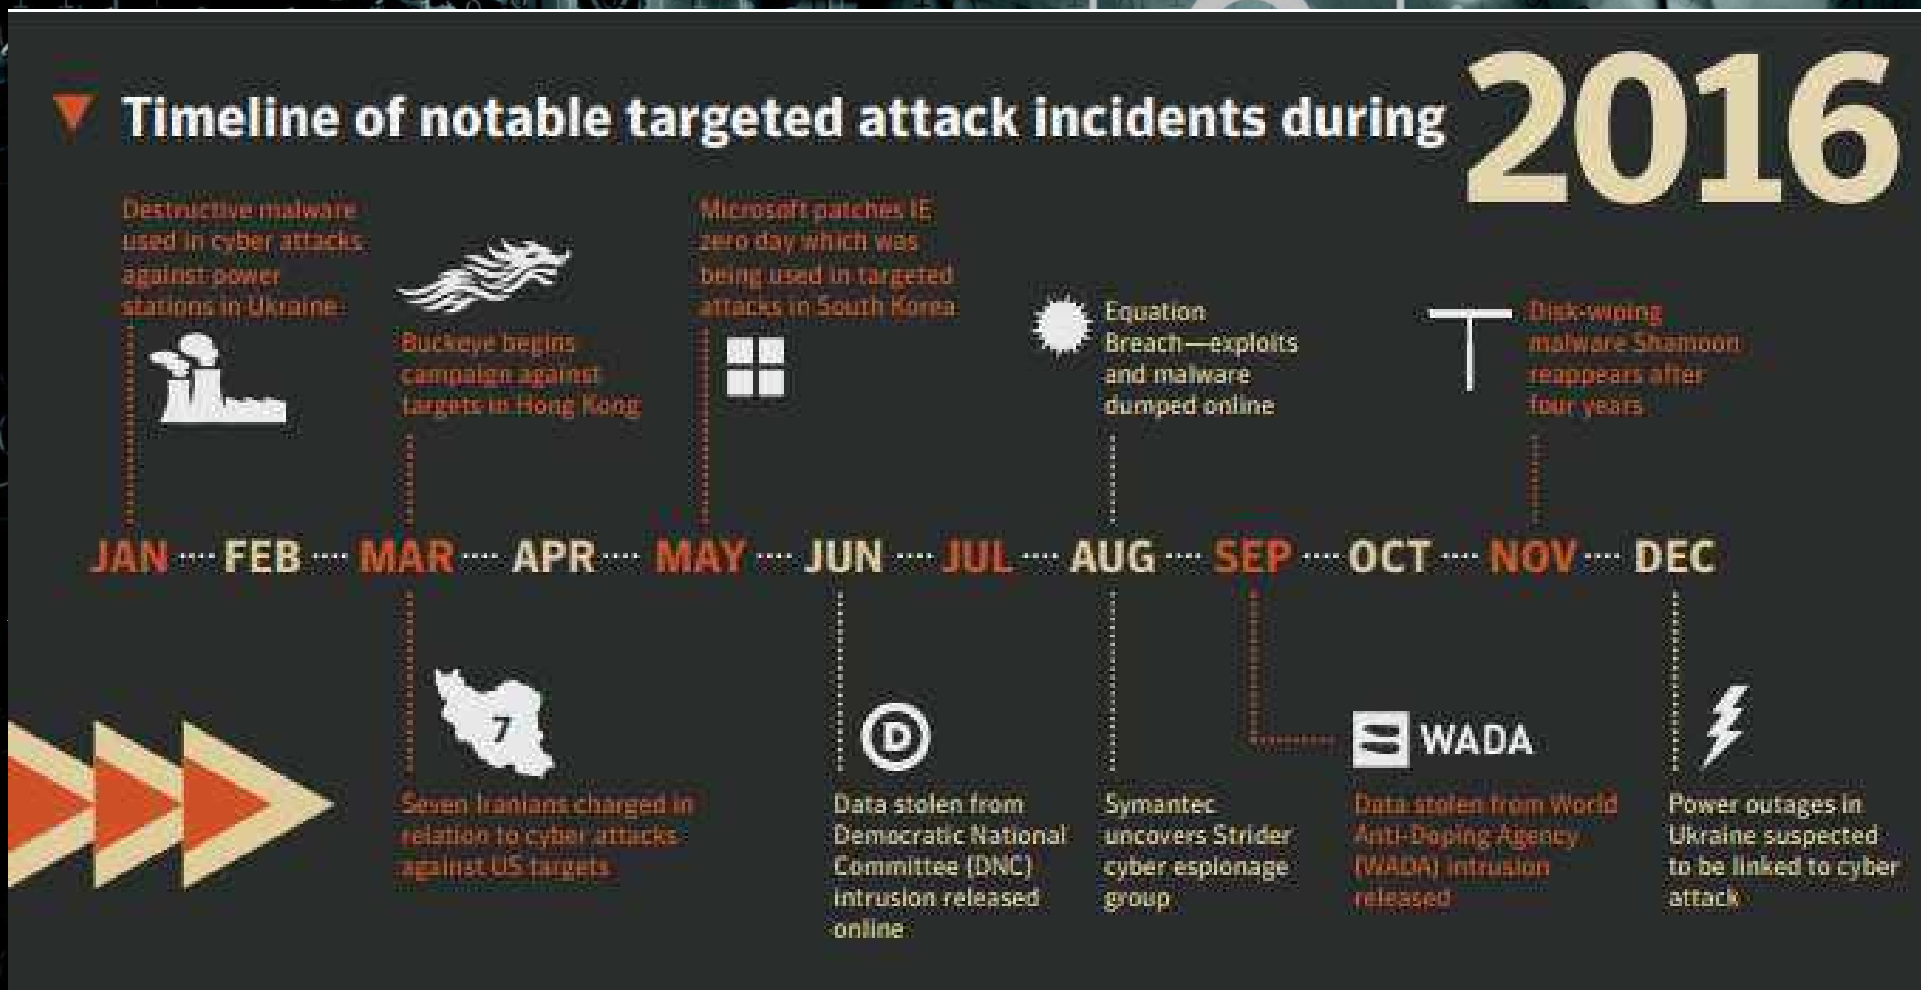 Timeline of notable targeted attack incidents during 2016
Destructive malware
used in cyber attacks
against power
stations in Ukraine
Buckeye begins
campaign against
targets in Hong Kong
Microsoft patches IE
zero day which was
being used in targeted
attacks in South Korea
Equation
Breach—exploits
and malware
dumped online
Disk-wiping
malware Shamoon
reappears after
four years
JAN FEB MAR APR MAY JUN JUL AUG SEP OCT NOV DEC
7
Seven Iranians charged in
relation to cyber attacks
against US targets
D
Data stolen from
Democratic National
Committee (DNC)
intrusion released
online
Symantec
uncovers Strider
cyber espionage
group
WADA
Data stolen from World
Anti-Doping Agency
(WADA) intrusion
released
Power outages in
Ukraine suspected
to be linked to cyber
attack